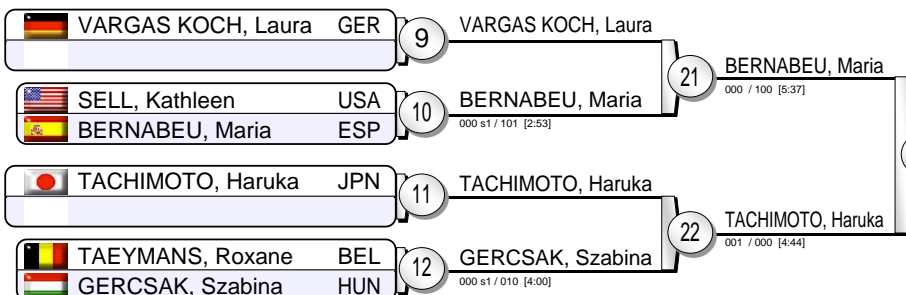 VARGAS KOCH, Laura GER
9
VARGAS KOCH, Laura
21
BERNABEU, Maria
000 / 100 [5:37]
SELL, Kathleen USA
BERNABEU, Maria ESP
10
BERNABEU, Maria
000 s1 / 101 [2:53]
TACHIMOTO, Haruka JPN
11
TACHIMOTO, Haruka
22
TACHIMOTO, Haruka
001 / 000 [4:44]
TAEYMANS, Roxane BEL
GERCSAK, Szabina HUN
12
GERCSAK, Szabina
000 s1 / 010 [4:00]